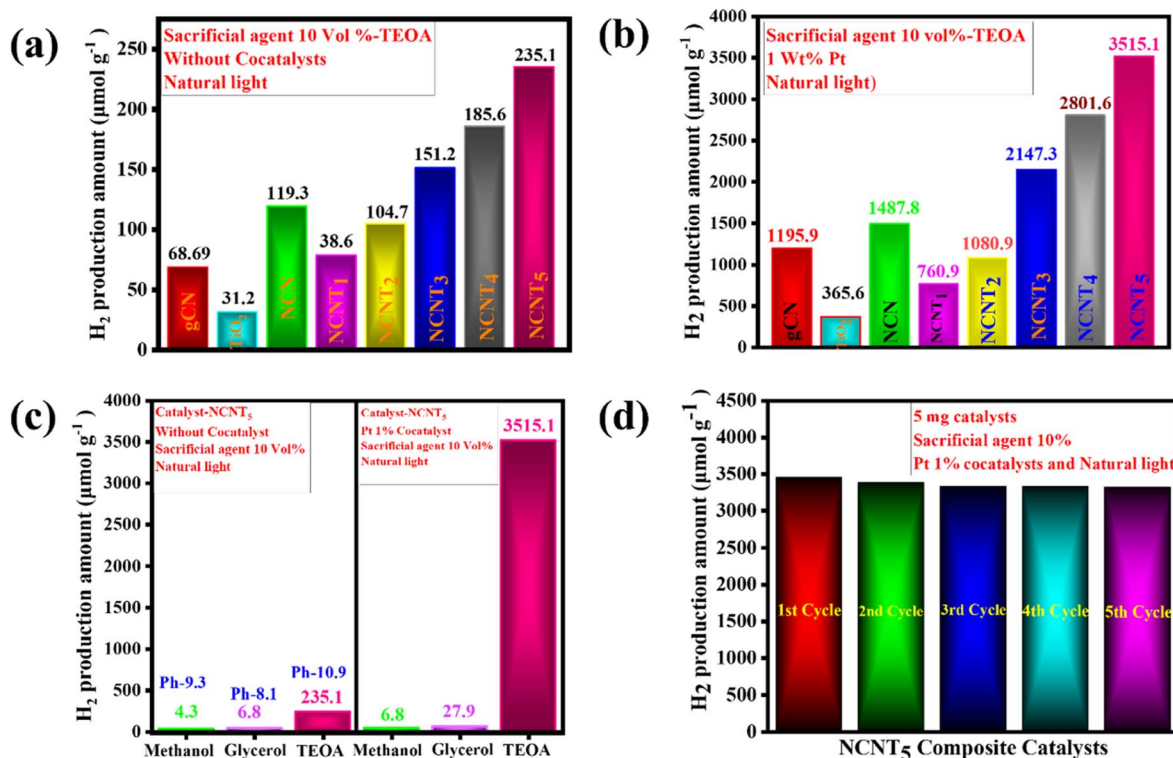 (a)
H2 production amount (µmol g-1)
250
200
150
100
50
0
Sacrificial agent 10 Vol %-TEOA
Without Cocatalysts
Natural light
68.69
31.2
119.3
38.6
104.7
151.2
185.6
235.1
gCN
TiO2
NCN
NCNT1
NCNT2
NCNT3
NCNT4
NCNT5
(b)
H2 production amount (µmol g-1)
4000
3500
3000
2500
2000
1500
1000
500
0
Sacrificial agent 10 vol%-TEOA
1 Wt% Pt
Natural light)
1195.9
365.6
1487.8
760.9
1080.9
2147.3
2801.6
3515.1
gCN
TiO2
NCN
NCNT1
NCNT2
NCNT3
NCNT4
NCNT5
(c)
H2 production amount (µmol g-1)
4000
3500
3000
2500
2000
1500
1000
500
0
Catalyst-NCNT5
Without Cocatalyst
Sacrificial agent 10 Vol%
Natural light
Catalyst-NCNT5
Pt 1% Cocatalyst
Sacrificial agent 10 Vol%
Natural light
3515.1
Ph-9.3
Ph-8.1
Ph-10.9
4.3
6.8
235.1
6.8
27.9
Methanol Glycerol TEOA Methanol Glycerol TEOA
(d)
H2 production amount (µmol g-1)
4500
4000
3500
3000
2500
2000
1500
1000
500
0
5 mg catalysts
Sacrificial agent 10%
Pt 1% cocatalysts and Natural light
1st Cycle
2nd Cycle
3rd Cycle
4th Cycle
5th Cycle
NCNT5 Composite Catalysts